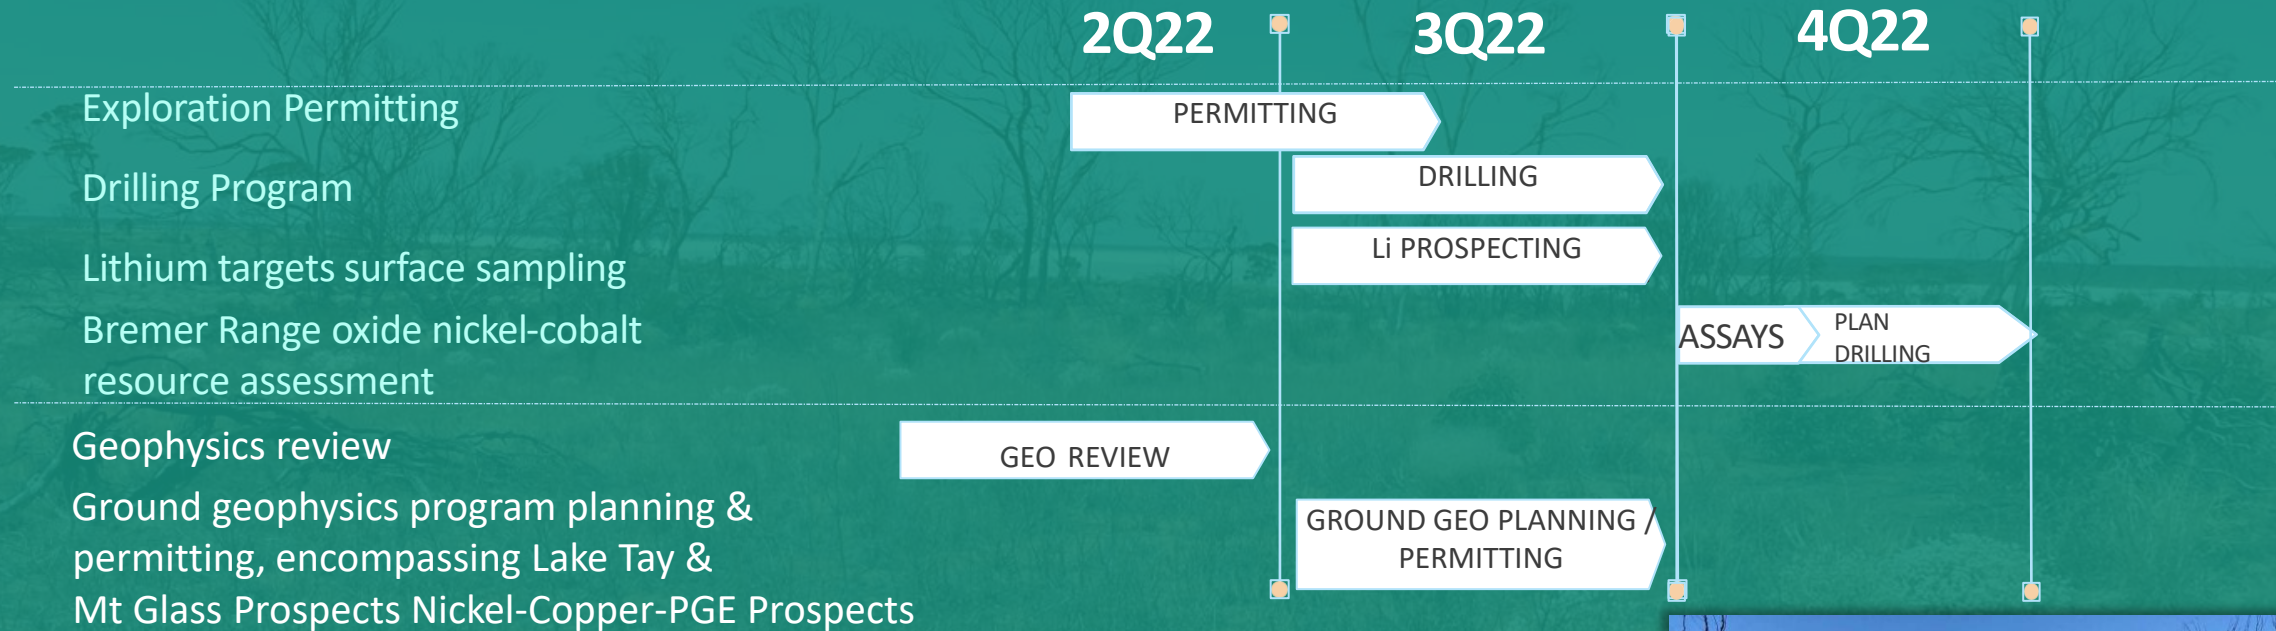 2Q22
3Q22
4Q22
Exploration Permitting
PERMITTING
Drilling Program
DRILLING
Lithium targets surface sampling
Li PROSPECTING
Bremer Range oxide nickel-cobalt
resource assessment
ASSAYS
PLAN
DRILLING
Geophysics review
GEO REVIEW
Ground geophysics program planning &
permitting, encompassing Lake Tay &
Mt Glass Prospects Nickel-Copper-PGE Prospects
GROUND GEO PLANNING /
PERMITTING